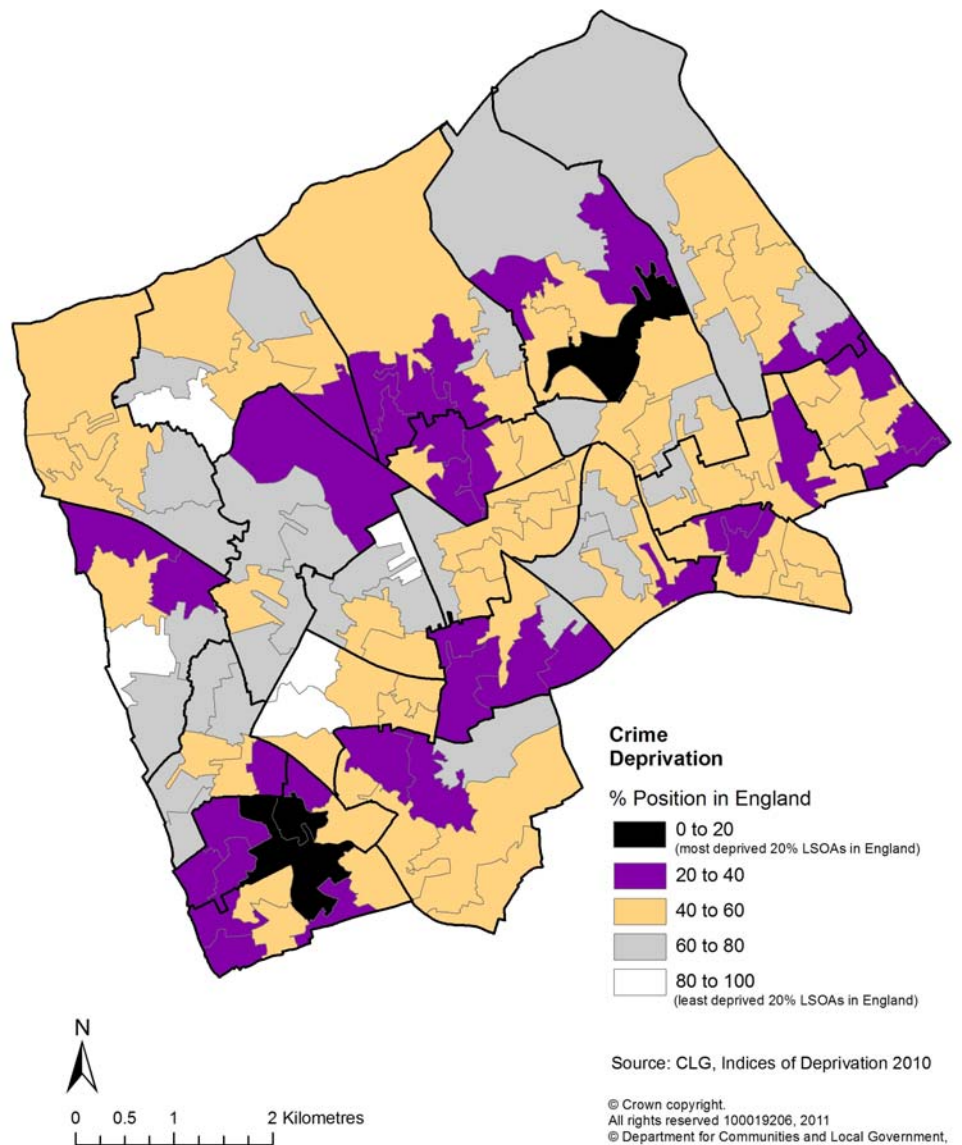 Crime
Deprivation
% Position in England
0 to 20
(most deprived 20% LSOAs in England)
20 to 40
40 to 60
60 to 80
80 to 100
(least deprived 20% LSOAs in England)
N
0 0.5 1 2 Kilometres
Source: CLG, Indices of Deprivation 2010
© Crown copyright.
All rights reserved 100019206, 2011
© Department for Communities and Local Government,